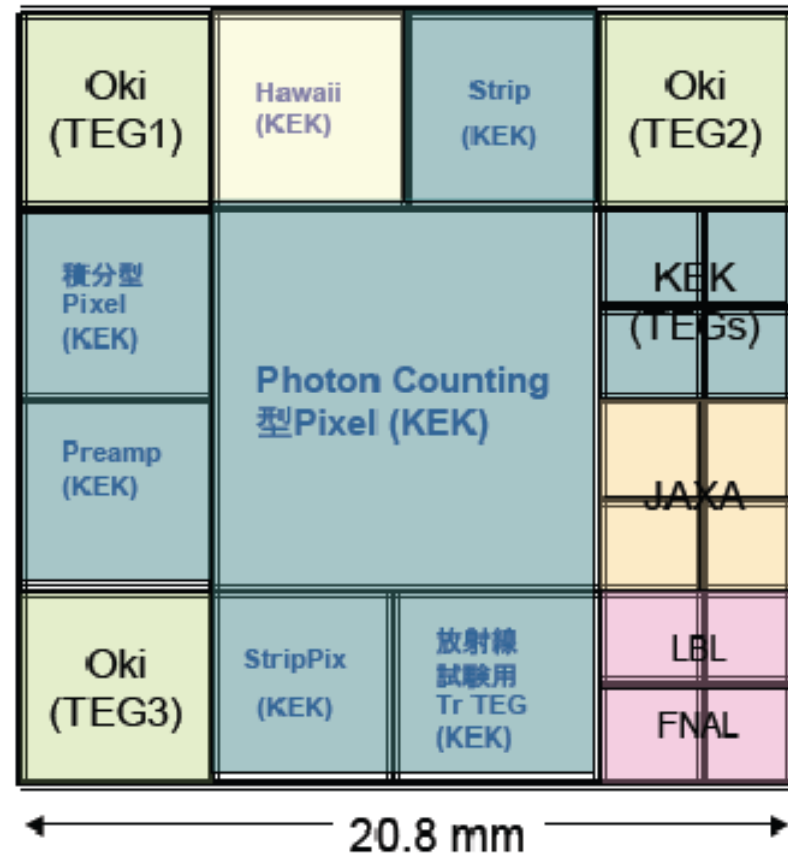 Oki
(TEG1)
Hawaii
(KEK)
Strip
(KEK)
Oki
(TEG2)
積分型
Pixel
(KEK)
KEK
(TEGs)
Photon Counting
型Pixel (KEK)
Preamp
(KEK)
JAXA
Oki
(TEG3)
StripPix
(KEK)
放射線
試験用
Tr TEG
(KEK)
LBL
FNAL
20.8 mm